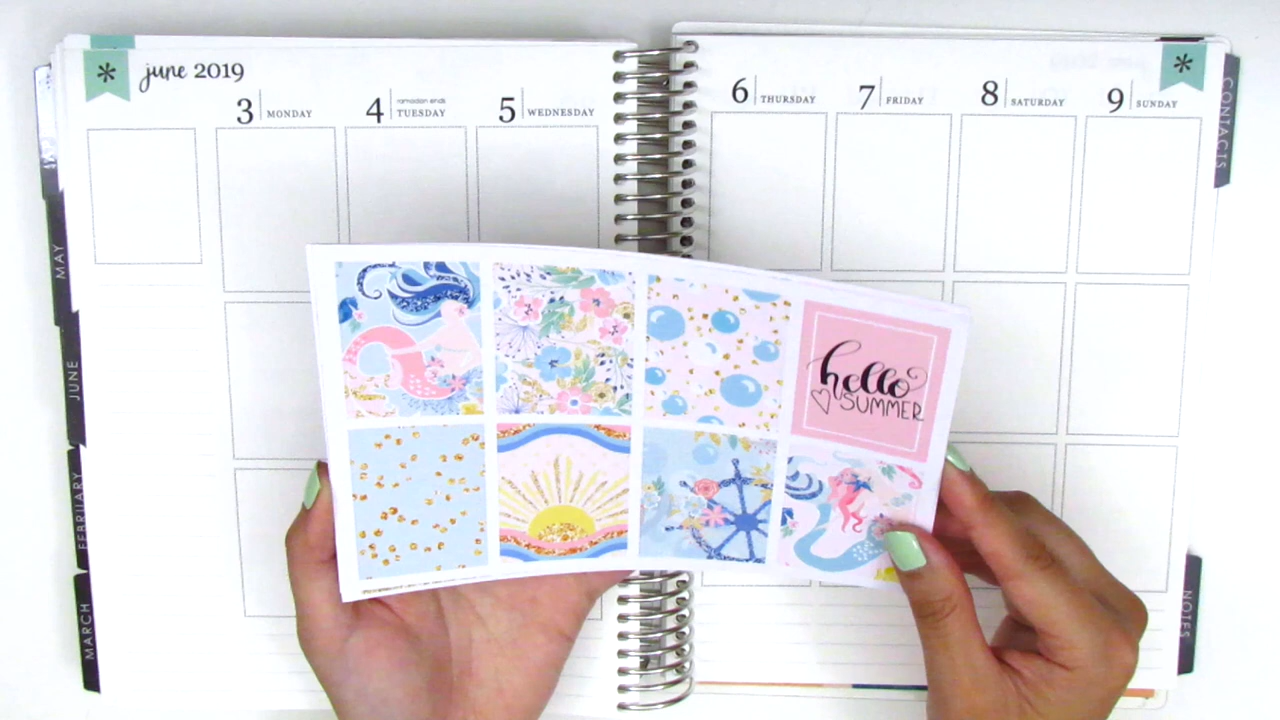 * june 2019
3 MONDAY
4 ramadan ends TUESDAY
5 WEDNESDAY
6 THURSDAY
7 FRIDAY
8 SATURDAY
9 SUNDAY
*
hello
SUMMER
MAY
JUNE
FEBRUARY
MARCH
CONTACTS
NOTES